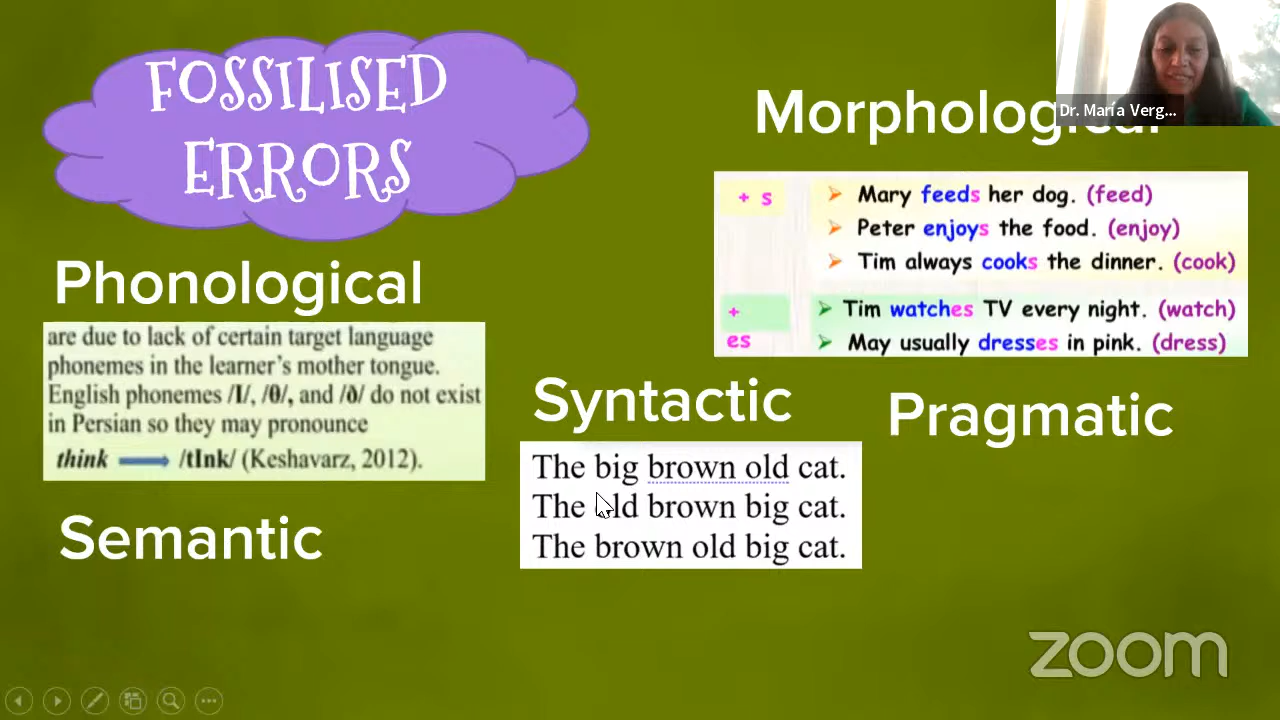 FOSSILISED
ERRORS
Phonological
are due to lack of certain target language
phonemes in the learner's mother tongue.
English phonemes /I/, /θ/, and /ð/ do not exist
in Persian so they may pronounce
think /tInk/ (Keshavarz, 2012).
Semantic
Syntactic
The big brown old cat.
The old brown big cat.
The brown old big cat.
Morphological
Dr. María Verg...
+ s
Mary feeds her dog. (feed)
Peter enjoys the food. (enjoy)
Tim always cooks the dinner. (cook)
+
es
Tim watches TV every night. (watch)
May usually dresses in pink. (dress)
Pragmatic
zoom